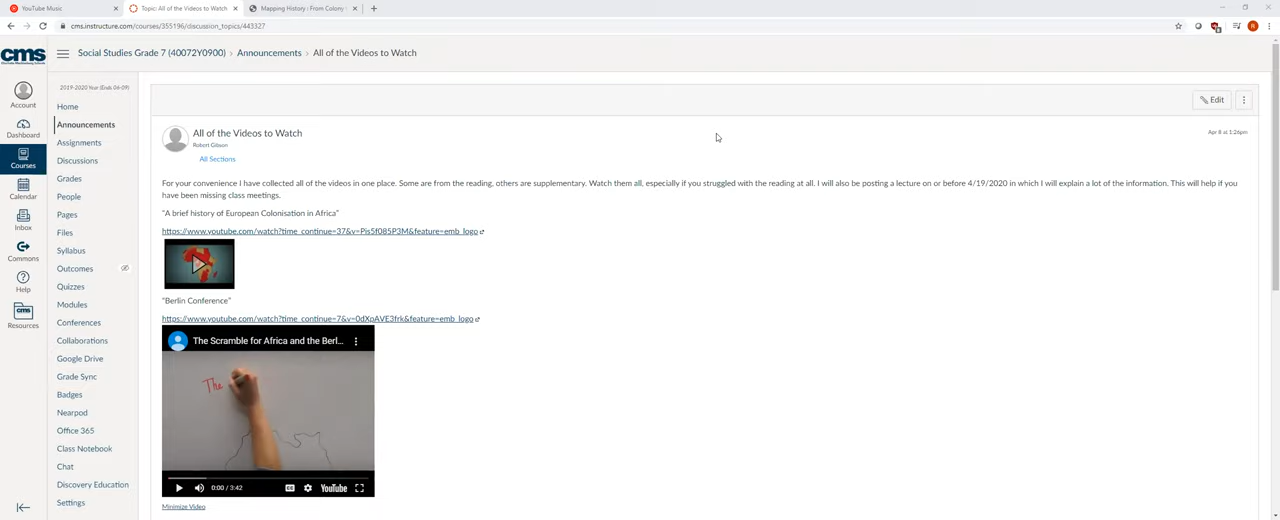 YouTube Music
Topic: All of the Videos to Watch
Mapping History : From Colony
cms.instructure.com/courses/355196/discussion_topics/443327
R
cms
Social Studies Grade 7 (40072Y0900) › Announcements › All of the Videos to Watch
Account
Dashboard
Courses
Calendar
Inbox
Commons
Help
Resources
2019-2020 Year (Ends 06-09)
Home
Announcements
Assignments
Discussions
Grades
People
Pages
Files
Syllabus
Outcomes
Quizzes
Modules
Conferences
Collaborations
Google Drive
Grade Sync
Badges
Nearpod
Office 365
Class Notebook
Chat
Discovery Education
Settings
Edit
All of the Videos to Watch
Robert Gibson
All Sections
Apr 8 at 1:26pm
For your convenience I have collected all of the videos in one place. Some are from the reading, others are supplementary. Watch them all, especially if you struggled with the reading at all. I will also be posting a lecture on or before 4/19/2020 in which I will explain a lot of the information. This will help if you
have been missing class meetings.
"A brief history of European Colonisation in Africa"
https://www.youtube.com/watch?time_continue=37&v=Pis5f085P3M&feature=emb_logo
"Berlin Conference"
https://www.youtube.com/watch?time_continue=7&v=0dXpAVE3frk&feature=emb_logo
The Scramble for Africa and the Berl...
The
0:00 / 3:42
CC
YouTube
Minimize Video